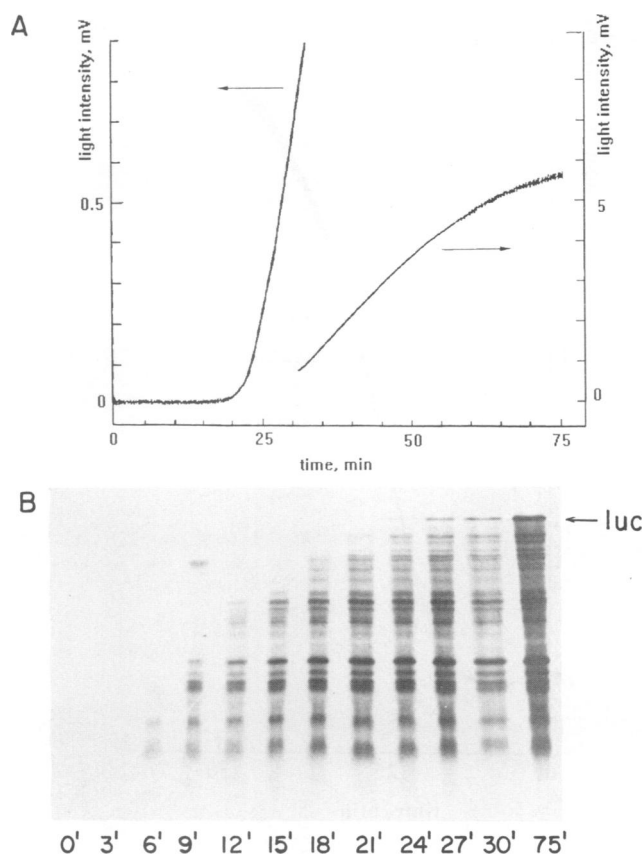 A
light intensity, mV
0.5
0
light intensity, mV
5
0
0
25
50
75
time, min
B
luc
0' 3' 6' 9' 12' 15' 18' 21' 24' 27' 30' 75'